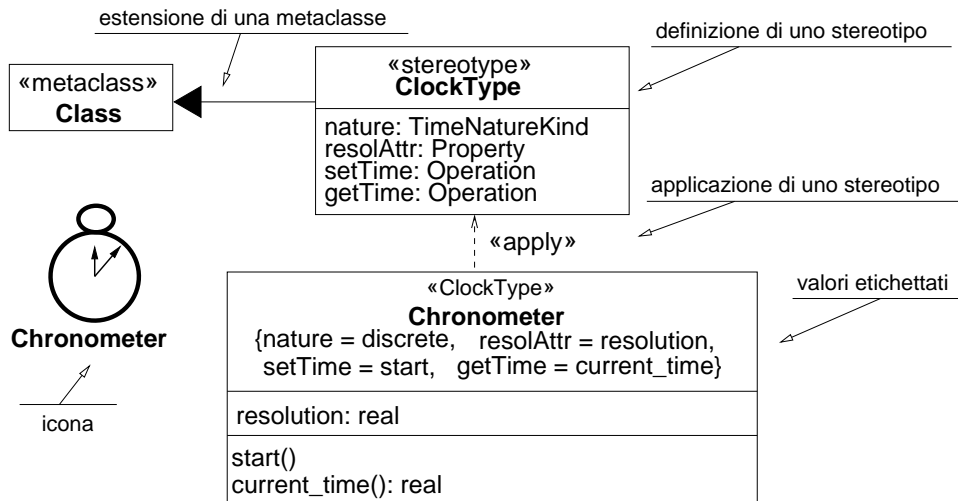 estensione di una metaclasse
definizione di uno stereotipo
«metaclass»
Class
«stereotype»
ClockType
nature: TimeNatureKind
resolAttr: Property
setTime: Operation
getTime: Operation
applicazione di uno stereotipo
«apply»
Chronometer
icona
valori etichettati
«ClockType»
Chronometer
{nature = discrete, resolAttr = resolution,
setTime = start, getTime = current_time}
resolution: real
start()
current_time(): real